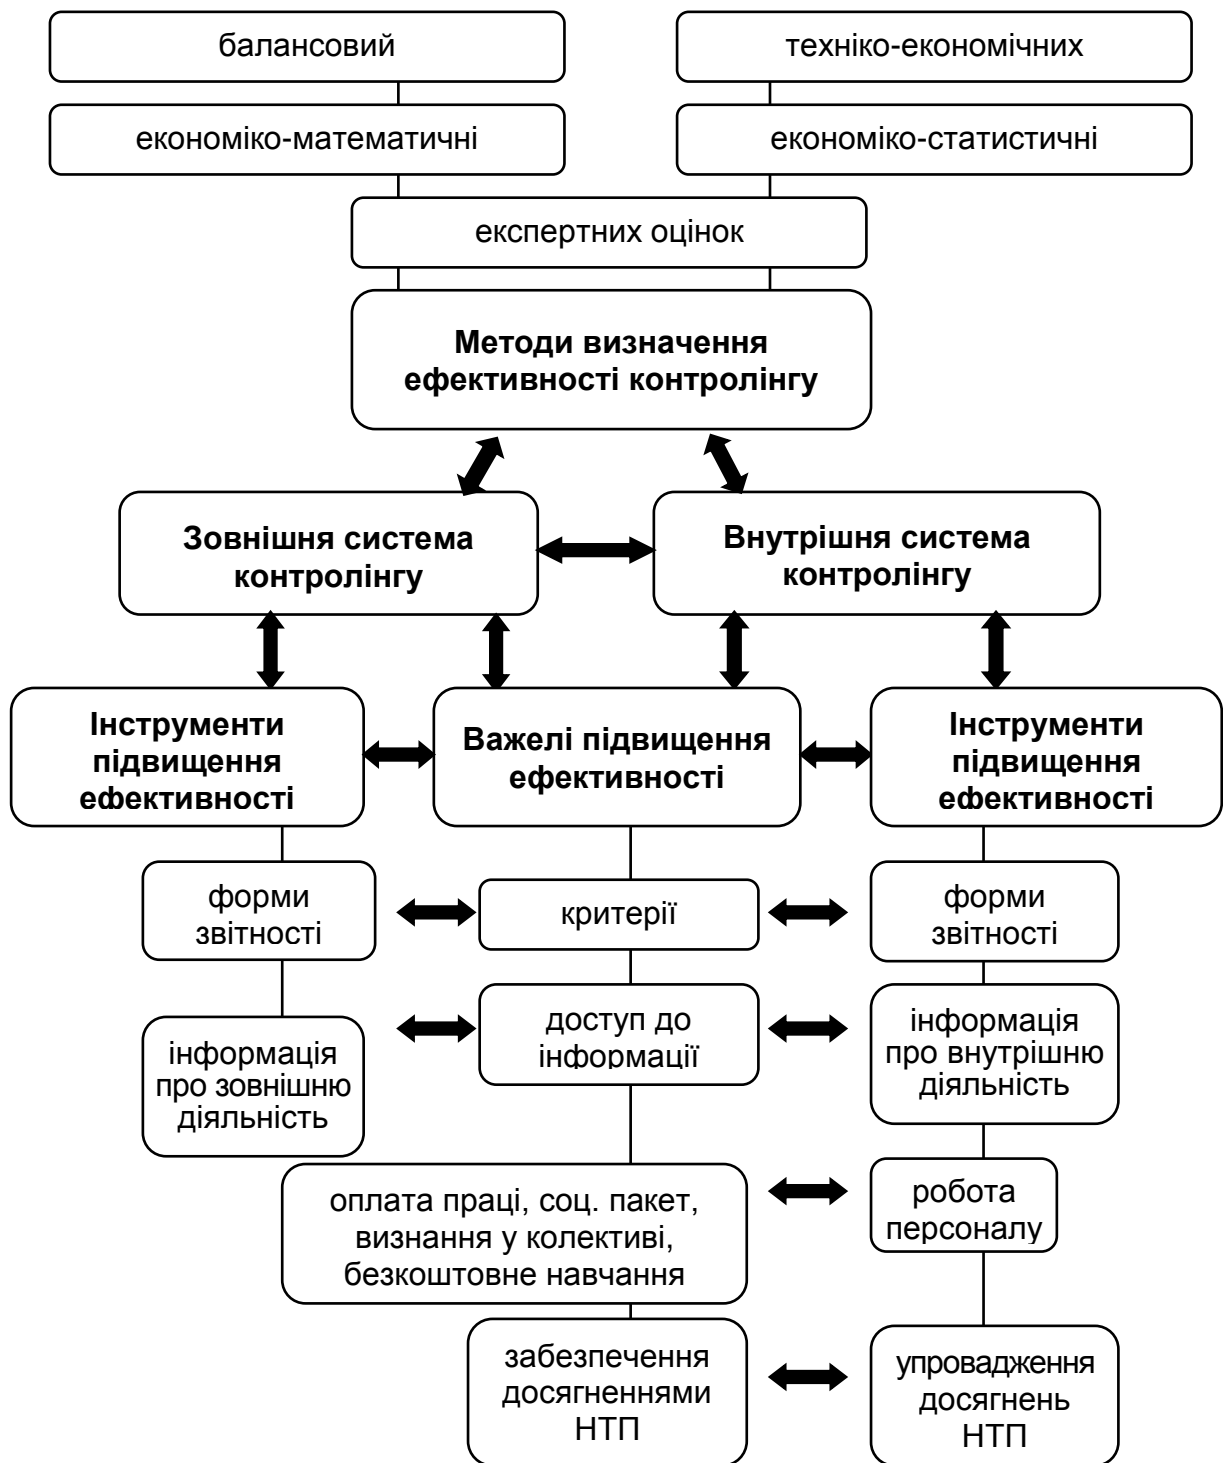 балансовий
техніко-економічних
економіко-математичні
економіко-статистичні
експертних оцінок
Методи визначення
ефективності контролінгу
Зовнішня система
контролінгу
Внутрішня система
контролінгу
Інструменти
підвищення
ефективності
Важелі підвищення
ефективності
Інструменти
підвищення
ефективності
форми
звітності
критерії
форми
звітності
інформація
про зовнішню
діяльність
доступ до
інформації
інформація
про внутрішню
діяльність
оплата праці, соц. пакет,
визнання у колективі,
безкоштовне навчання
робота
персоналу
забезпечення
досягненнями
НТП
упровадження
досягнень
НТП